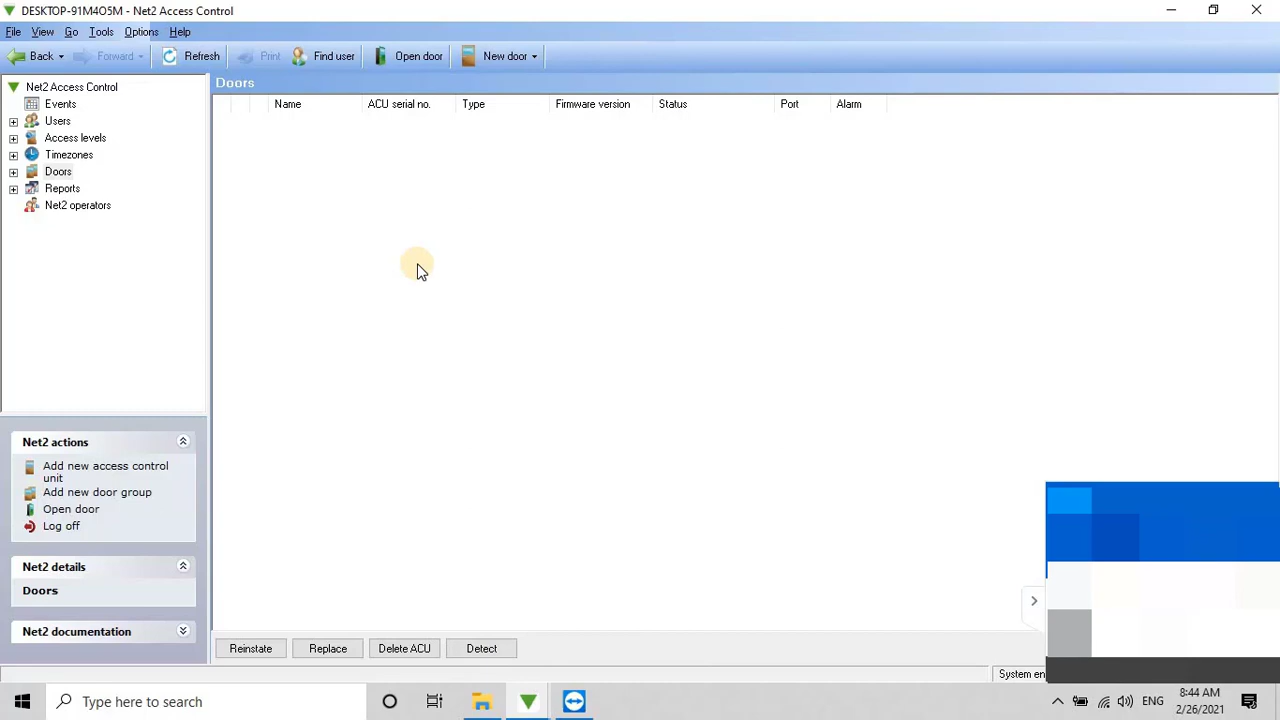 DESKTOP-91M4O5M - Net2 Access Control
File View Go Tools Options Help
Back Forward Refresh Print Find user Open door New door
Net2 Access Control
Events
Users
Access levels
Timezones
Doors
Reports
Net2 operators
Doors
Name ACU serial no. Type Firmware version Status Port Alarm
Net2 actions
Add new access control
unit
Add new door group
Open door
Log off
Net2 details
Doors
Net2 documentation
Reinstate Replace Delete ACU Detect
System en
Type here to search
ENG
8:44 AM
2/26/2021